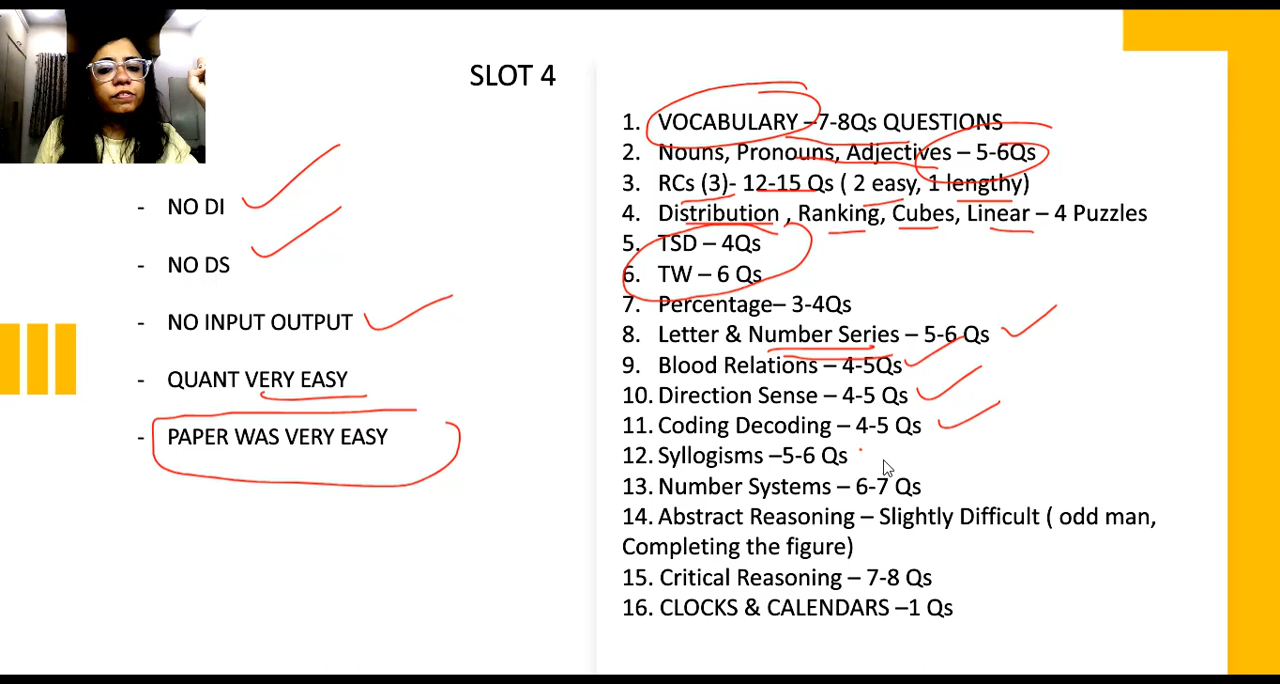 SLOT 4
- NO DI
- NO DS
- NO INPUT OUTPUT
- QUANT VERY EASY
- PAPER WAS VERY EASY
1. VOCABULARY –7-8Qs QUESTIONS
2. Nouns, Pronouns, Adjectives – 5-6Qs
3. RCs (3)- 12-15 Qs ( 2 easy, 1 lengthy)
4. Distribution , Ranking, Cubes, Linear – 4 Puzzles
5. TSD – 4Qs
6. TW – 6 Qs
7. Percentage– 3-4Qs
8. Letter & Number Series – 5-6 Qs
9. Blood Relations – 4-5Qs
10. Direction Sense – 4-5 Qs
11. Coding Decoding – 4-5 Qs
12. Syllogisms –5-6 Qs
13. Number Systems – 6-7 Qs
14. Abstract Reasoning – Slightly Difficult ( odd man,
Completing the figure)
15. Critical Reasoning – 7-8 Qs
16. CLOCKS & CALENDARS –1 Qs